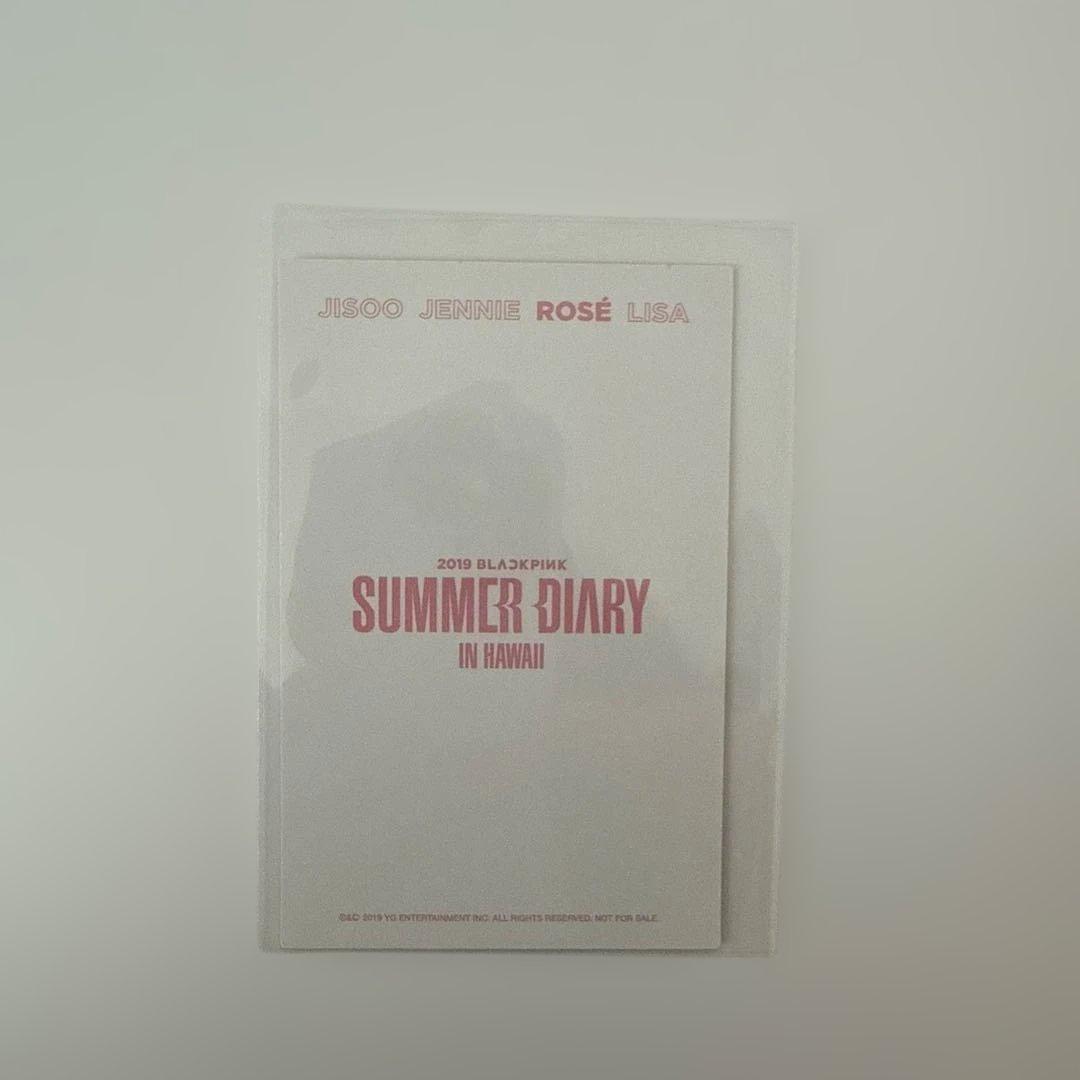 JISOO JENNIE ROSÉ LISA
2019 BLACKPINK
SUMMER DIARY
IN HAWAII
℗&© 2019 YG ENTERTAINMENT INC. ALL RIGHTS RESERVED. NOT FOR SALE.